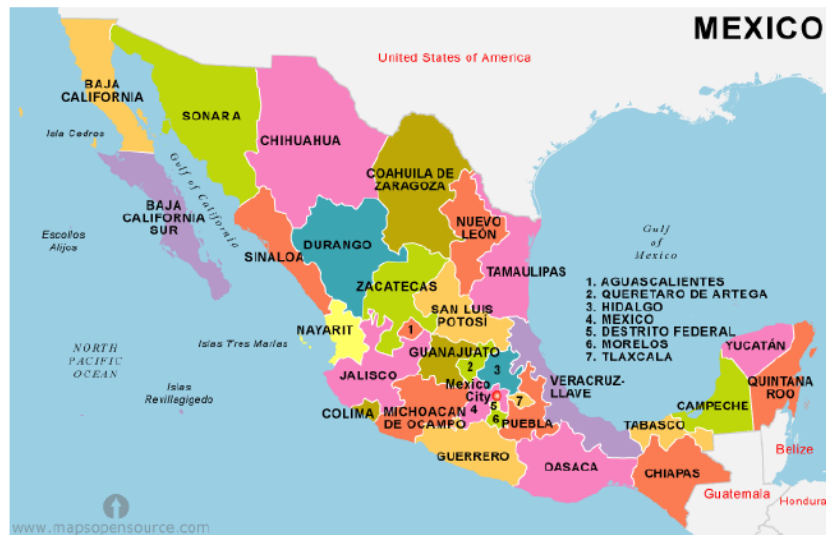 MEXICO
United States of America
BAJA
CALIFORNIA
SONARA
CHIHUAHUA
Isla Cedros
Gulf of California
COAHUILA DE
ZARAGOZA
BAJA
CALIFORNIA
SUR
NUEVO
LEÓN
Escollos
Alijos
DURANGO
SINALOA
Gulf
of
Mexico
TAMAULIPAS
ZACATECAS
1. AGUASCALIENTES
2. QUERETARO DE ARTEGA
3. HIDALGO
4. MEXICO
5. DESTRITO FEDERAL
6. MORELOS
7. TLAXCALA
SAN LUIS
POTOSÍ
NAYARIT
1
Islas Tres Marias
NORTH
PACIFIC
OCEAN
GUANAJUATO
2
3
YUCATÁN
JALISCO
Mexico
City
VERACRUZ-
LLAVE
QUINTANA
ROO
Islas
Revillagigedo
COLIMA
MICHOACAN
DE OCAMPO
4
5
6
7
PUEBLA
CAMPECHE
TABASCO
GUERRERO
OASACA
CHIAPAS
Belize
Guatemala
Hondura
www.mapsopensource.com